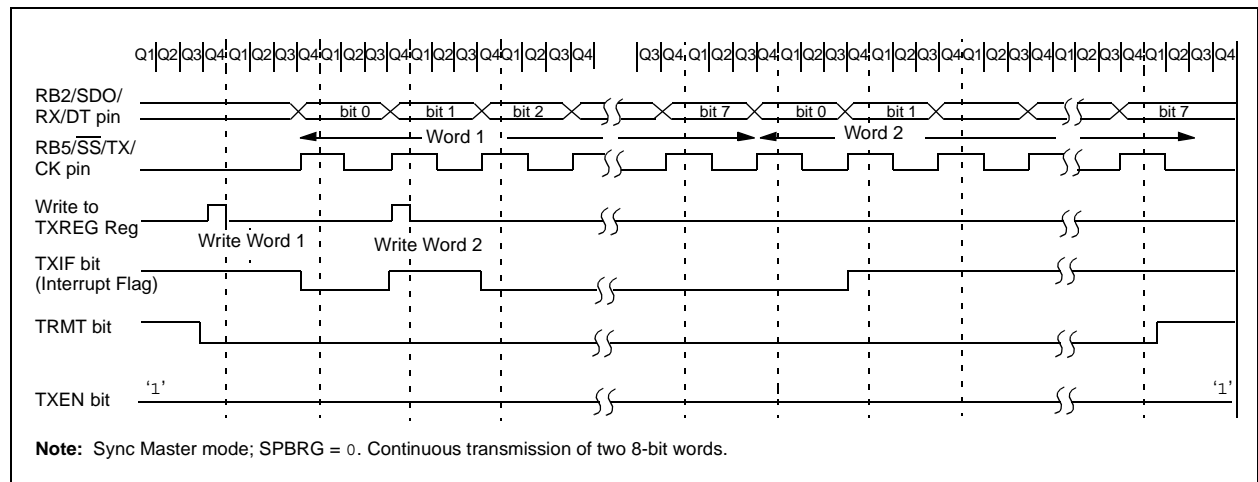 Q1 Q2 Q3 Q4 Q1 Q2 Q3 Q4 Q1 Q2 Q3 Q4 Q1 Q2 Q3 Q4 Q1 Q2 Q3 Q4 Q3 Q4 Q1 Q2 Q3 Q4 Q1 Q2 Q3 Q4 Q1 Q2 Q3 Q4 Q1 Q2 Q3 Q4 Q1 Q2 Q3 Q4 Q1 Q2 Q3 Q4
RB2/SDO/
RX/DT pin
bit 0 bit 1 bit 2 bit 7 bit 0 bit 1 bit 7
Word 1 Word 2
RB5/SS/TX/
CK pin
Write to
TXREG Reg
Write Word 1 Write Word 2
TXIF bit
(Interrupt Flag)
TRMT bit
‘1’ ‘1’
TXEN bit
Note: Sync Master mode; SPBRG = 0. Continuous transmission of two 8-bit words.